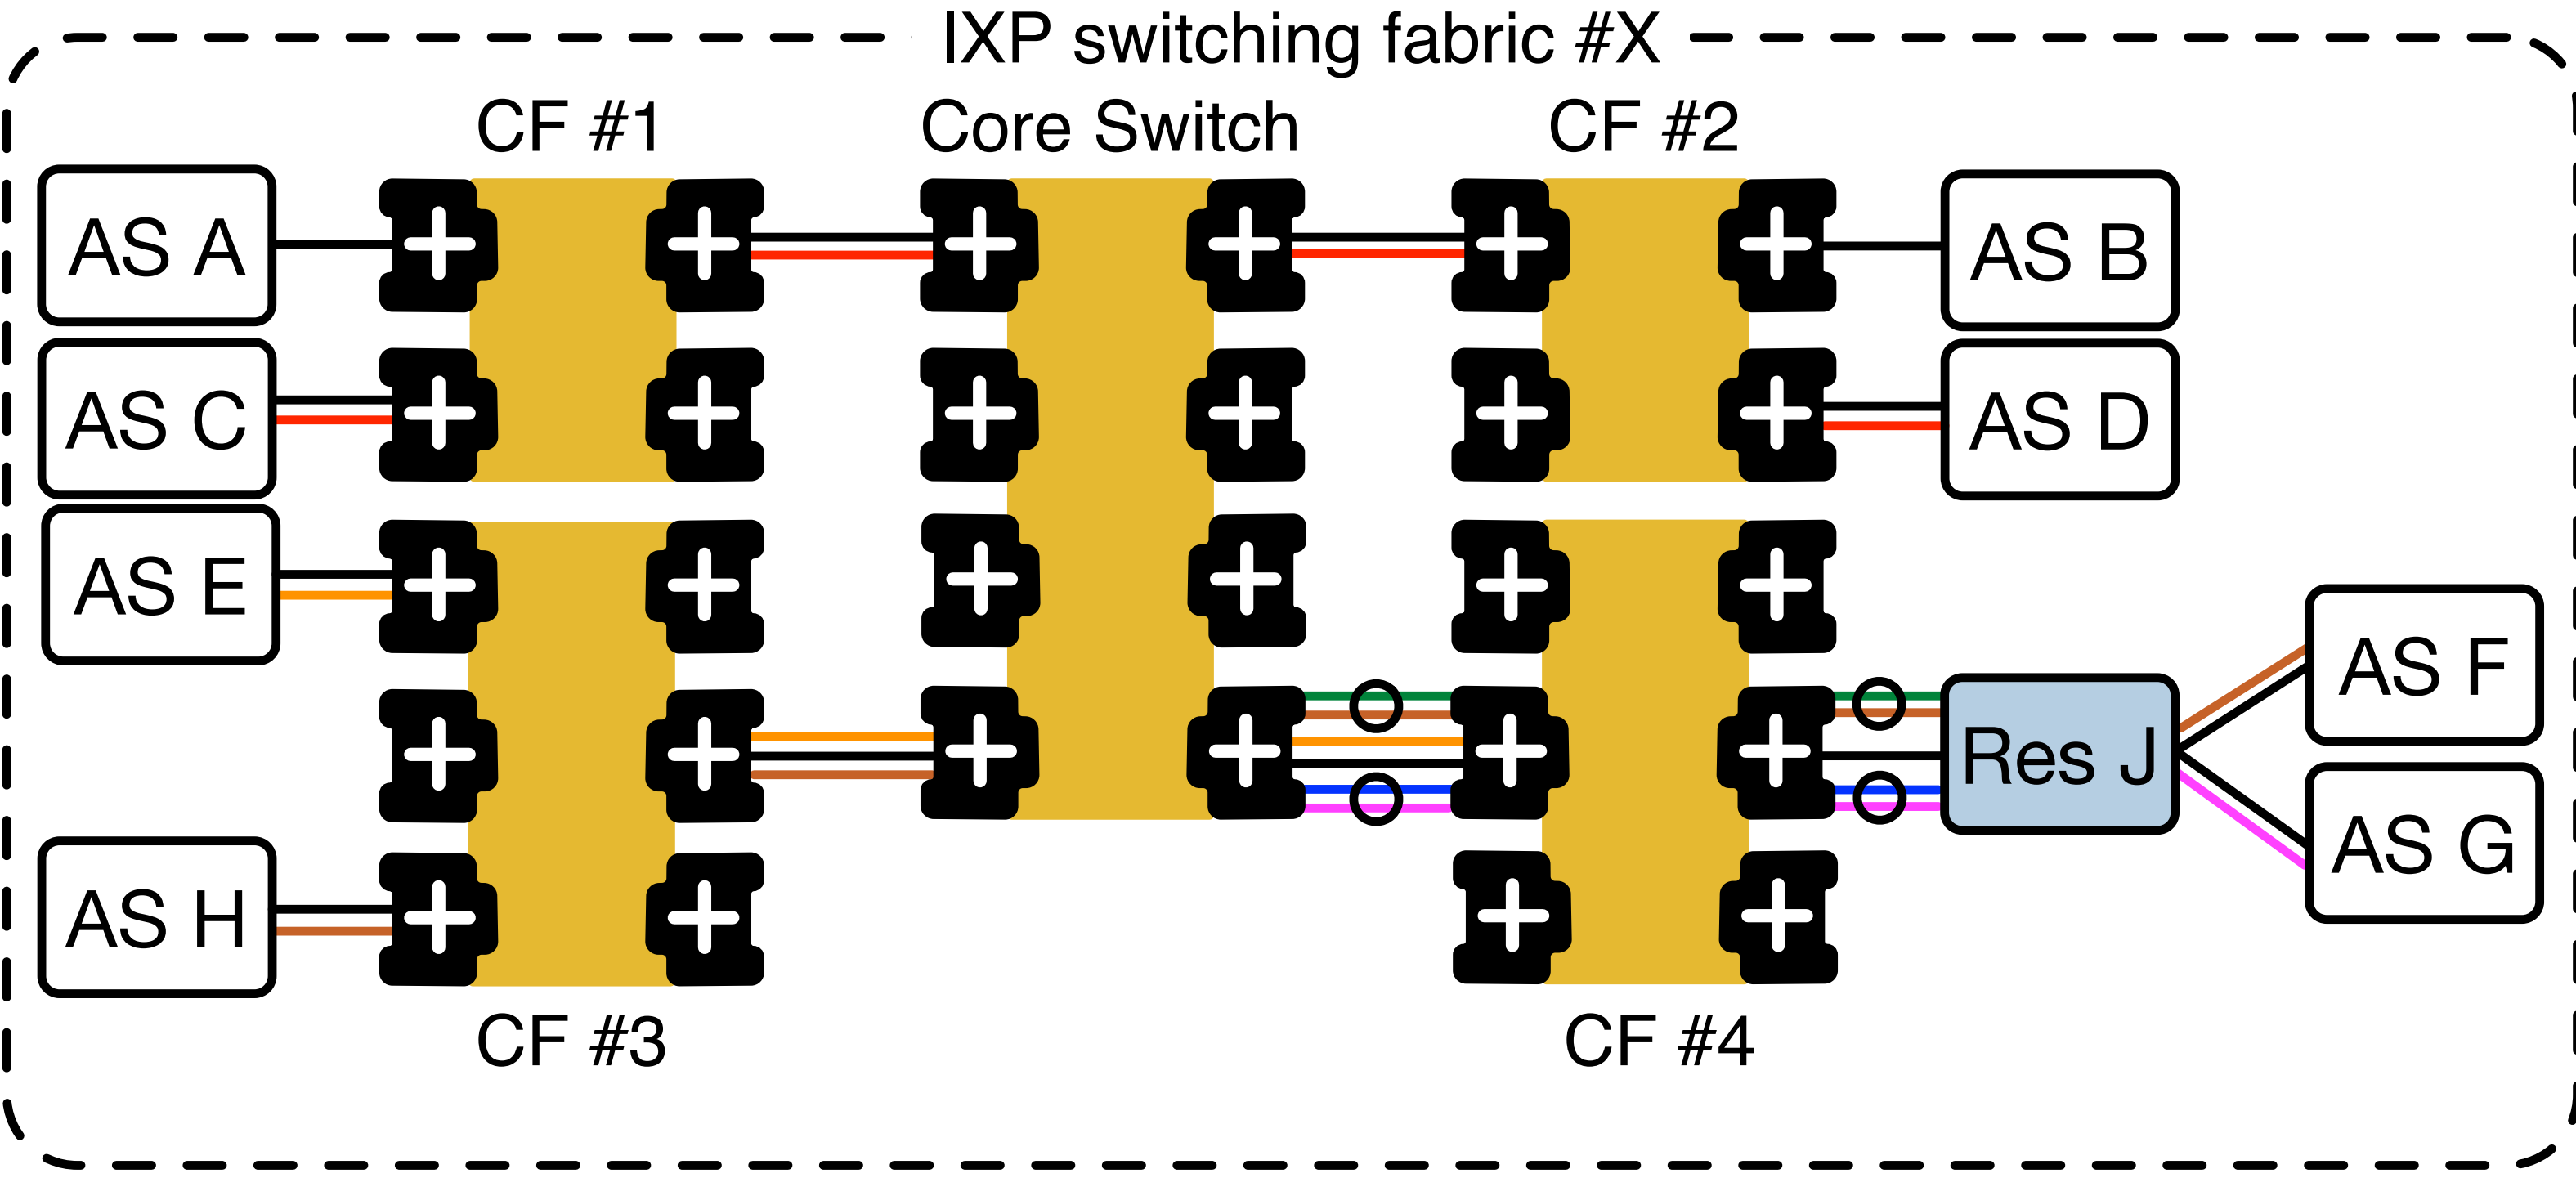 IXP switching fabric #X
CF #1
Core Switch
CF #2
AS A
AS B
AS C
AS D
AS E
AS F
Res J
AS G
AS H
CF #3
CF #4